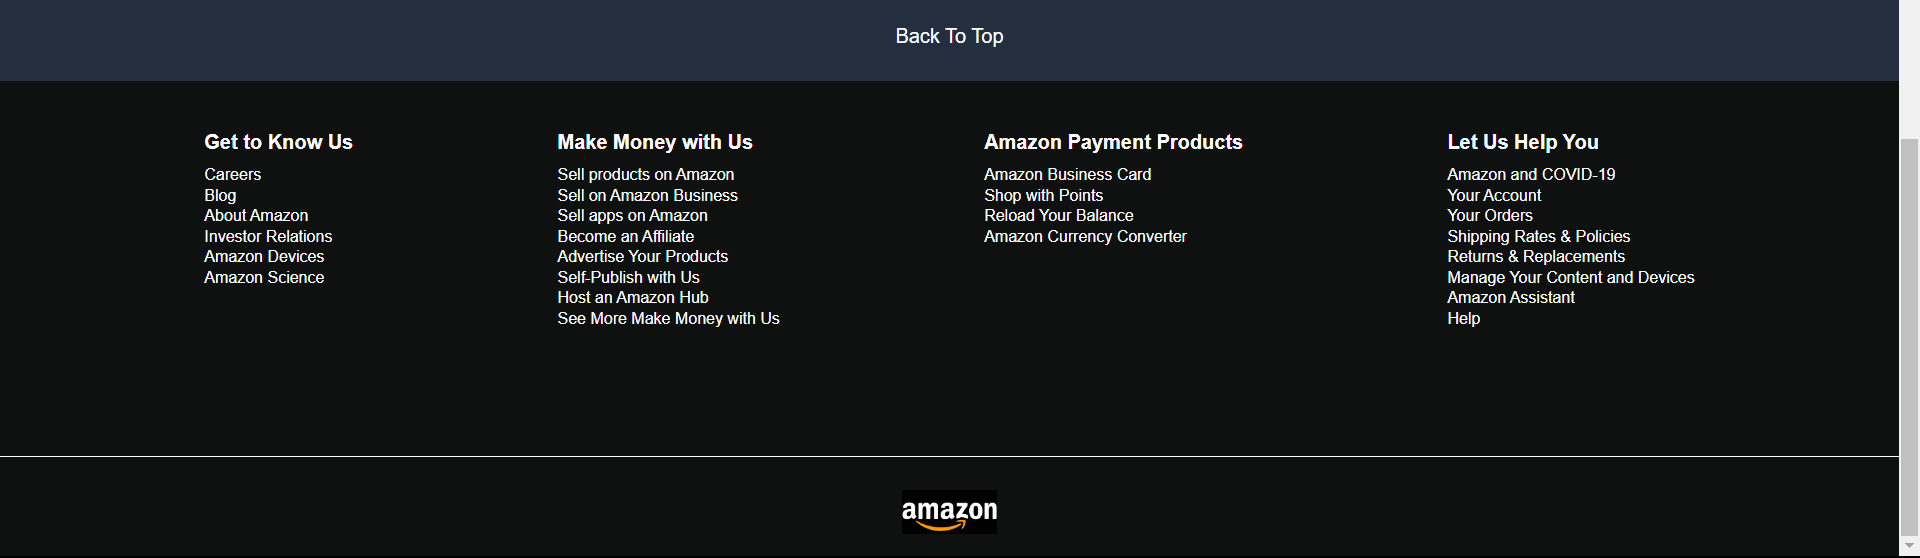 Back To Top
Get to Know Us
Careers
Blog
About Amazon
Investor Relations
Amazon Devices
Amazon Science
Make Money with Us
Sell products on Amazon
Sell on Amazon Business
Sell apps on Amazon
Become an Affiliate
Advertise Your Products
Self-Publish with Us
Host an Amazon Hub
See More Make Money with Us
Amazon Payment Products
Amazon Business Card
Shop with Points
Reload Your Balance
Amazon Currency Converter
Let Us Help You
Amazon and COVID-19
Your Account
Your Orders
Shipping Rates & Policies
Returns & Replacements
Manage Your Content and Devices
Amazon Assistant
Help
amazon